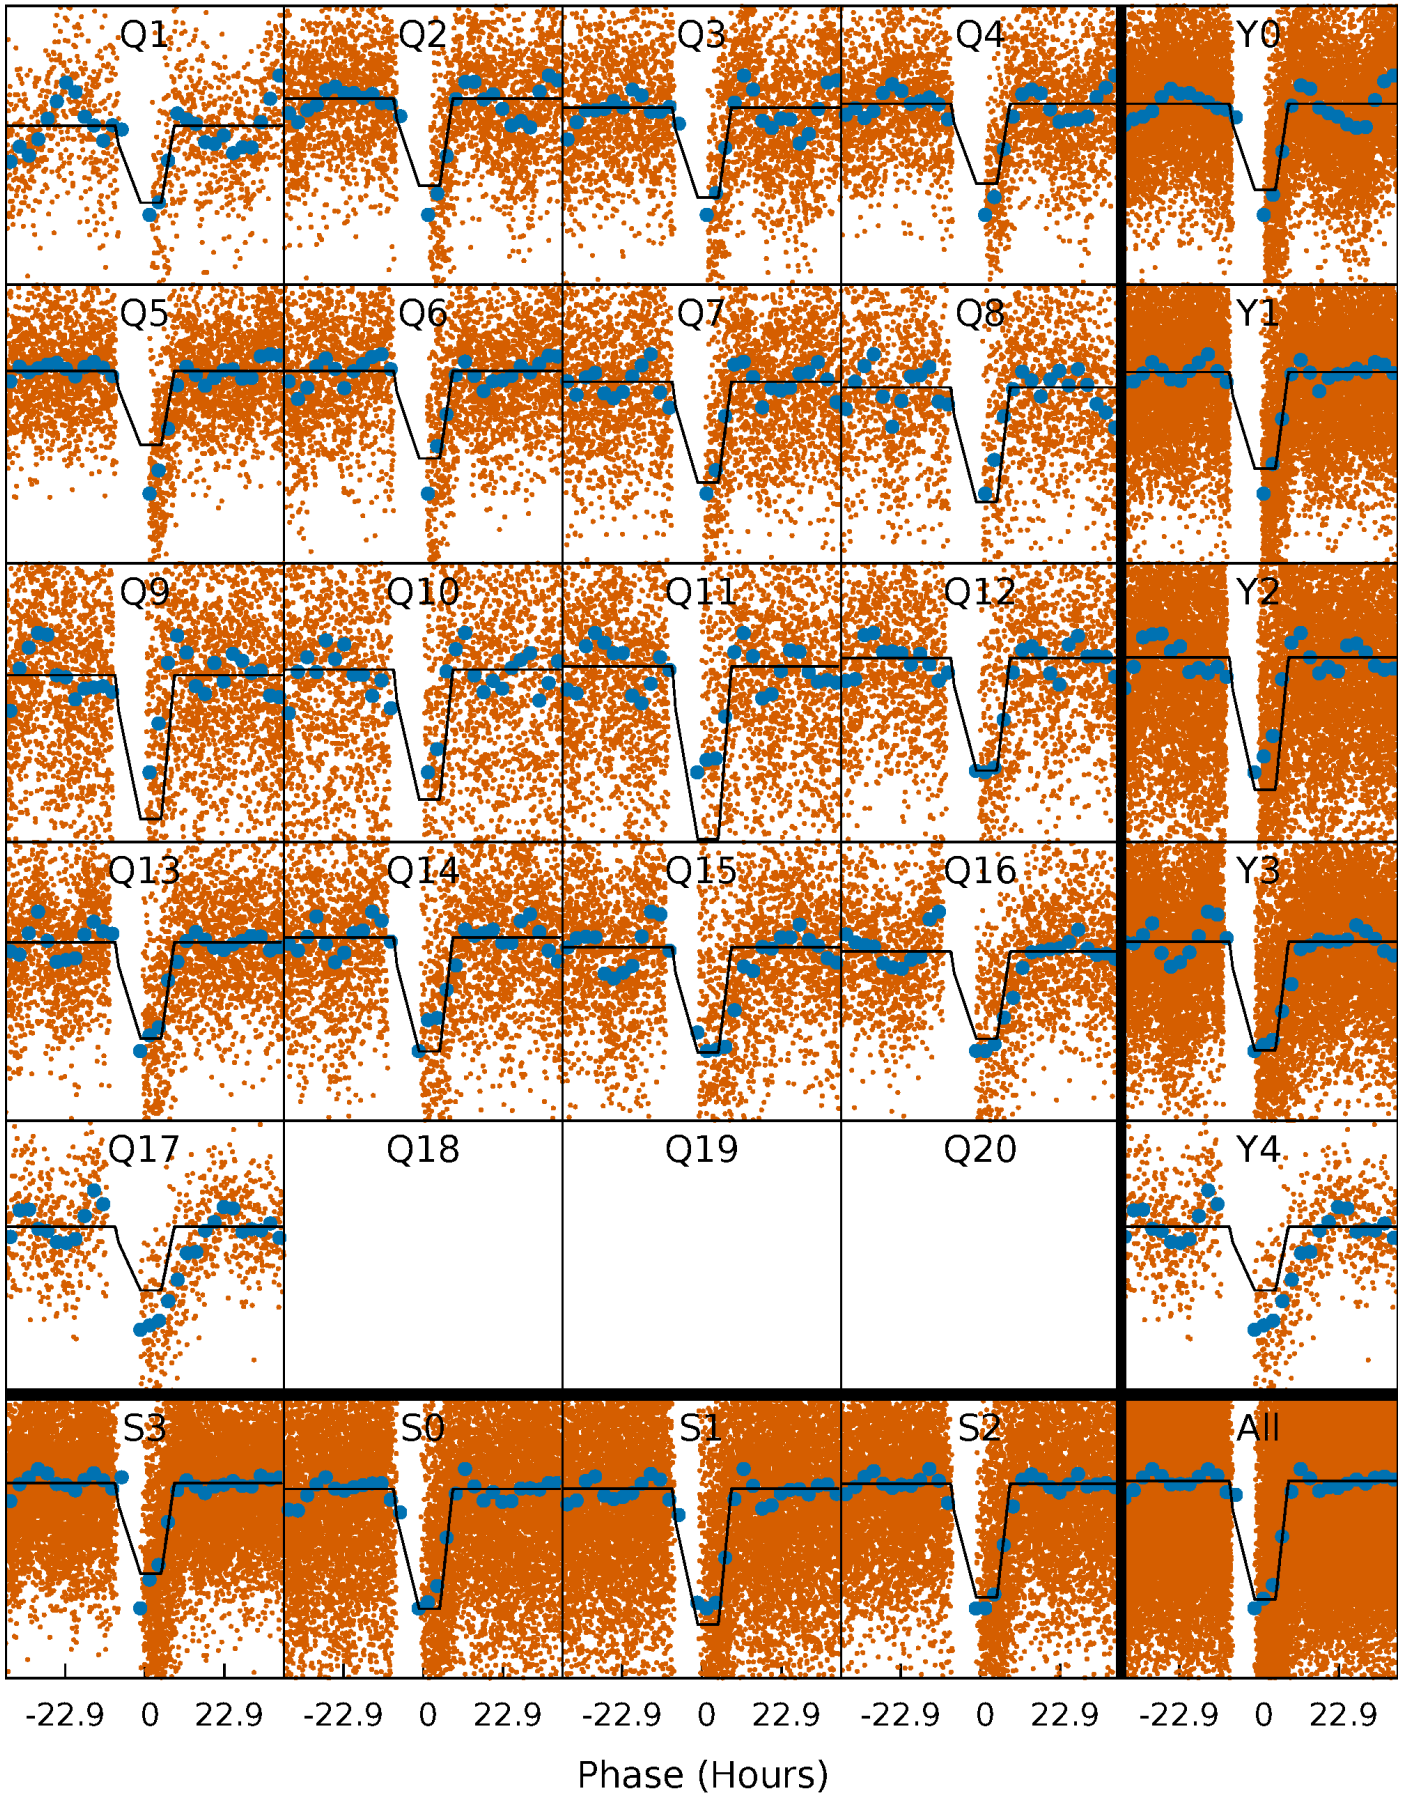 Q1 Q2 Q3 Q4 Y0
Q5 Q6 Q7 Q8 Y1
Q9 Q10 Q11 Q12 Y2
Q13 Q14 Q15 Q16 Y3
Q17 Q18 Q19 Q20 Y4
S3 S0 S1 S2 All
-22.9 0 22.9 -22.9 0 22.9 -22.9 0 22.9 -22.9 0 22.9 -22.9 0 22.9
Phase (Hours)